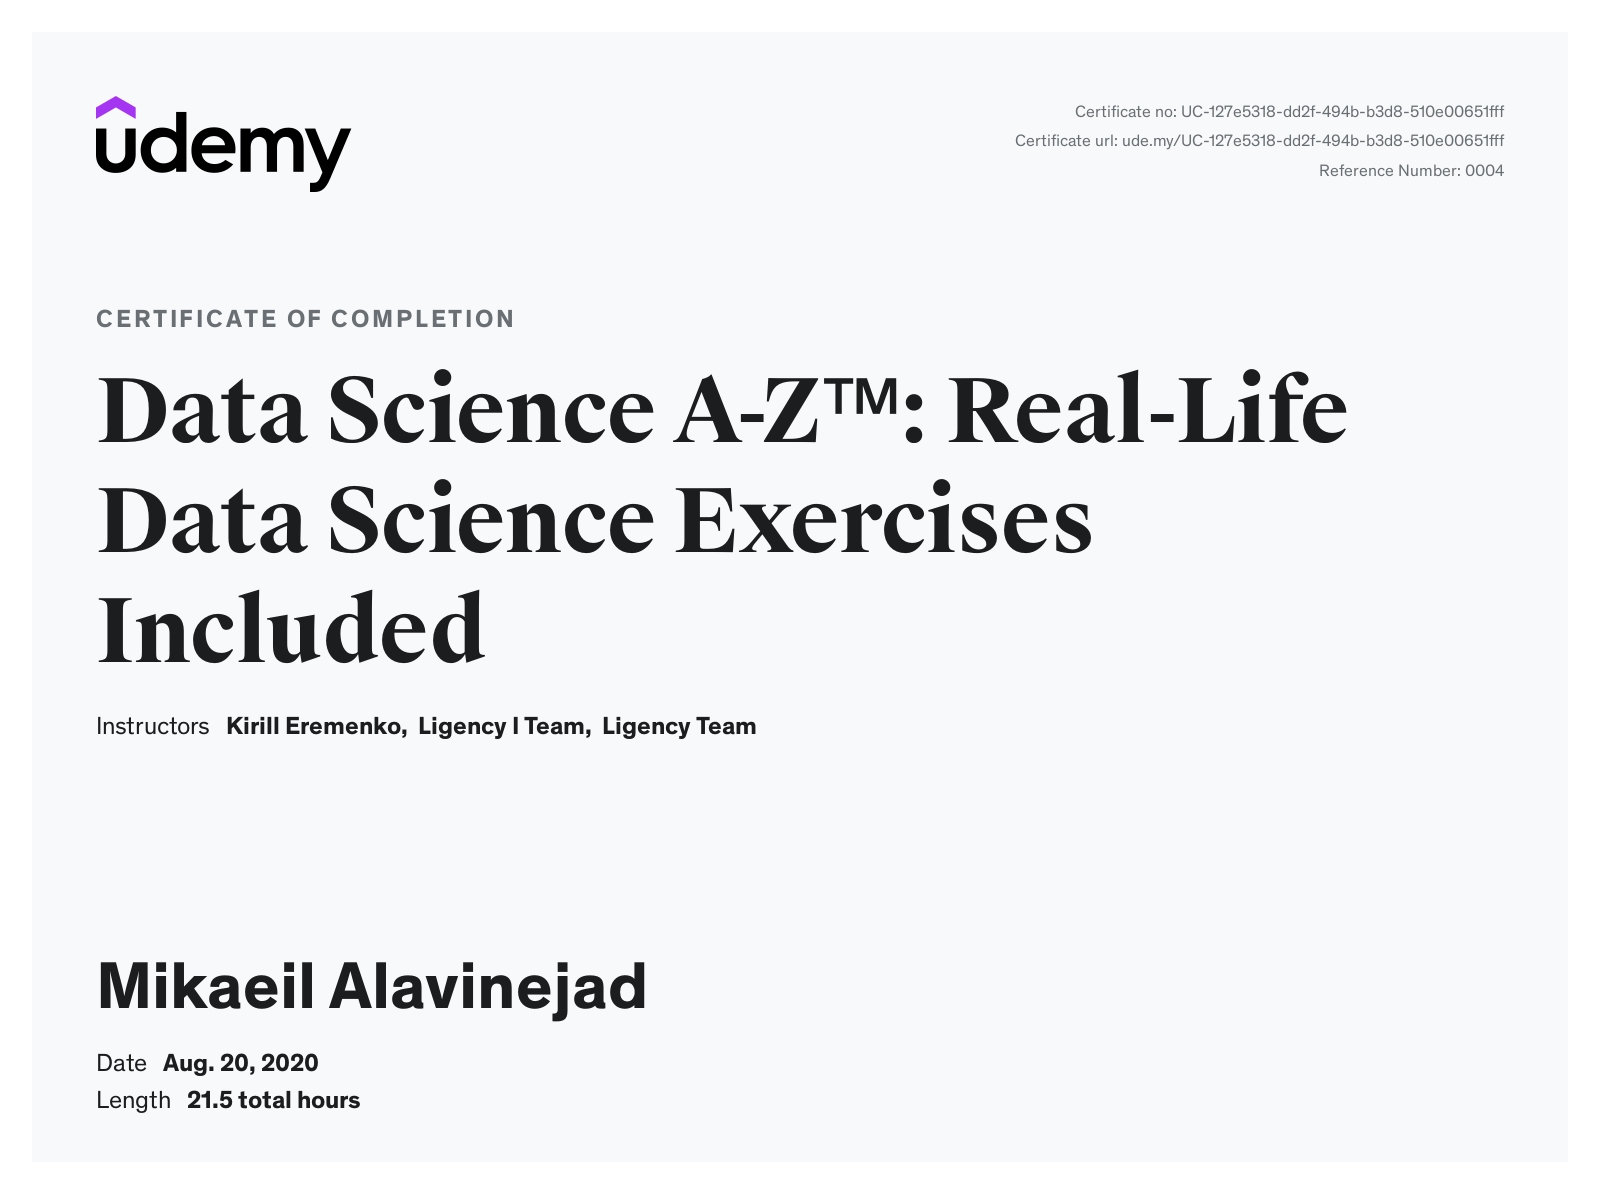 udemy
Certificate no: UC-127e5318-dd2f-494b-b3d8-510e00651fff
Certificate url: ude.my/UC-127e5318-dd2f-494b-b3d8-510e00651fff
Reference Number: 0004
CERTIFICATE OF COMPLETION
Data Science A-Z™: Real-Life
Data Science Exercises
Included
Instructors Kirill Eremenko, Ligency I Team, Ligency Team
Mikaeil Alavinejad
Date Aug. 20, 2020
Length 21.5 total hours